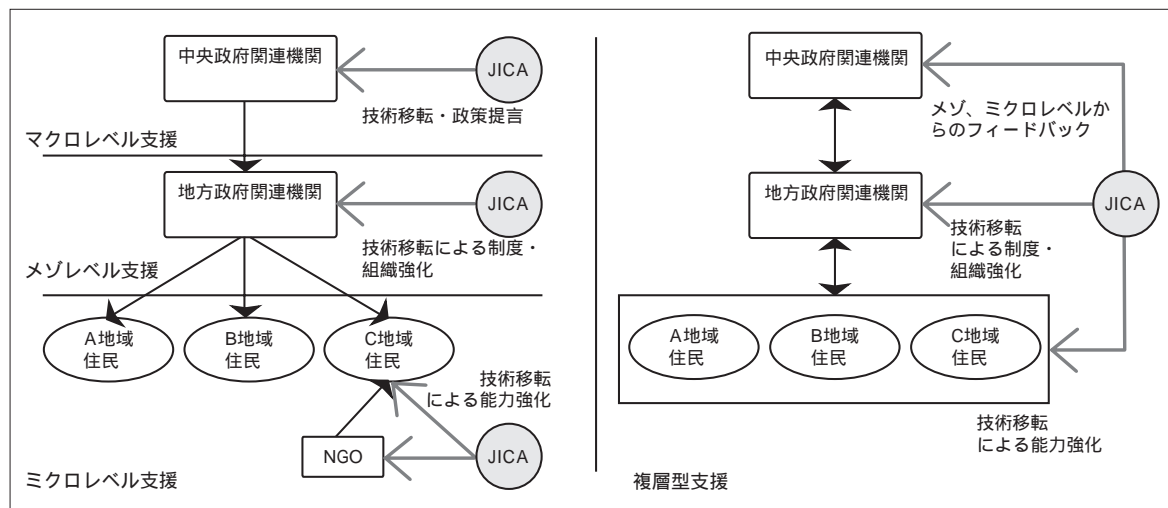 中央政府関連機関
JICA
技術移転・政策提言
マクロレベル支援
地方政府関連機関
JICA
技術移転による制度・
組織強化
メゾレベル支援
A地域
住民
B地域
住民
C地域
住民
技術移転
による能力強化
NGO
JICA
ミクロレベル支援
中央政府関連機関
メゾ、ミクロレベルか
らのフィードバック
地方政府関連機関
JICA
技術移転
による制度・
組織強化
A地域
住民
B地域
住民
C地域
住民
技術移転
による能力強化
複層型支援